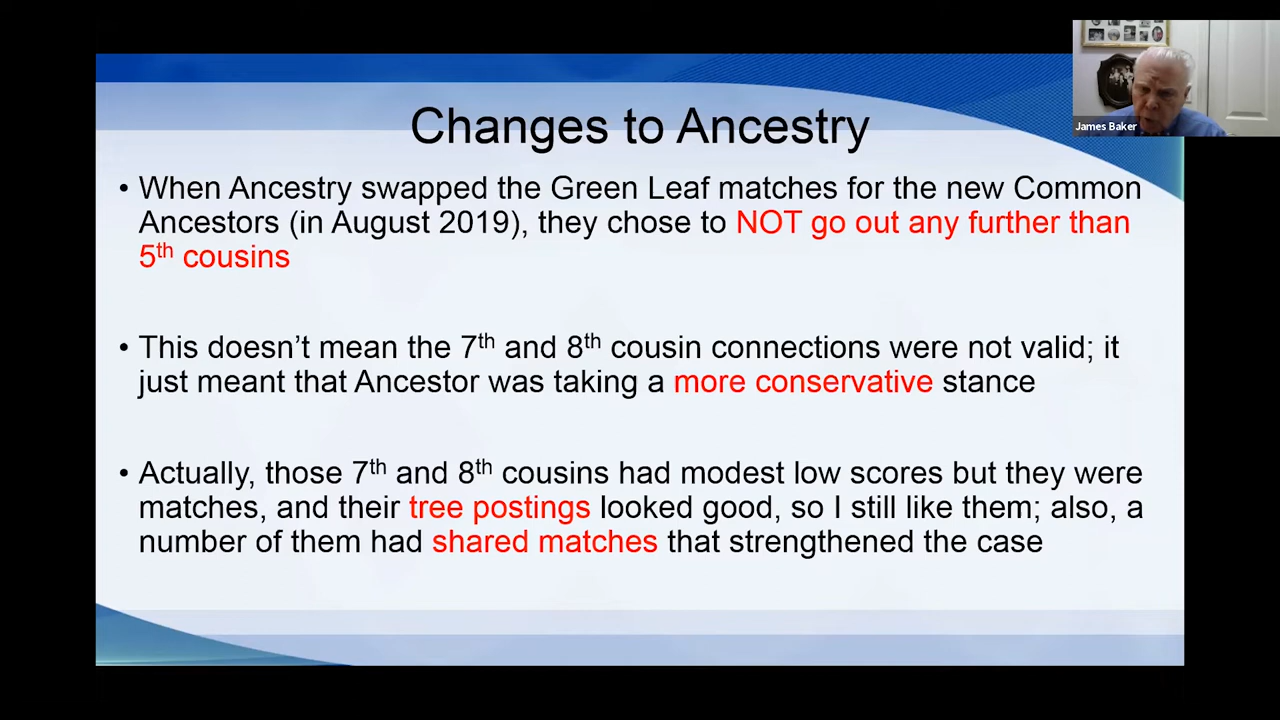 Changes to Ancestry
James Baker
• When Ancestry swapped the Green Leaf matches for the new Common
Ancestors (in August 2019), they chose to NOT go out any further than
5th cousins
• This doesn’t mean the 7th and 8th cousin connections were not valid; it
just meant that Ancestor was taking a more conservative stance
• Actually, those 7th and 8th cousins had modest low scores but they were
matches, and their tree postings looked good, so I still like them; also, a
number of them had shared matches that strengthened the case